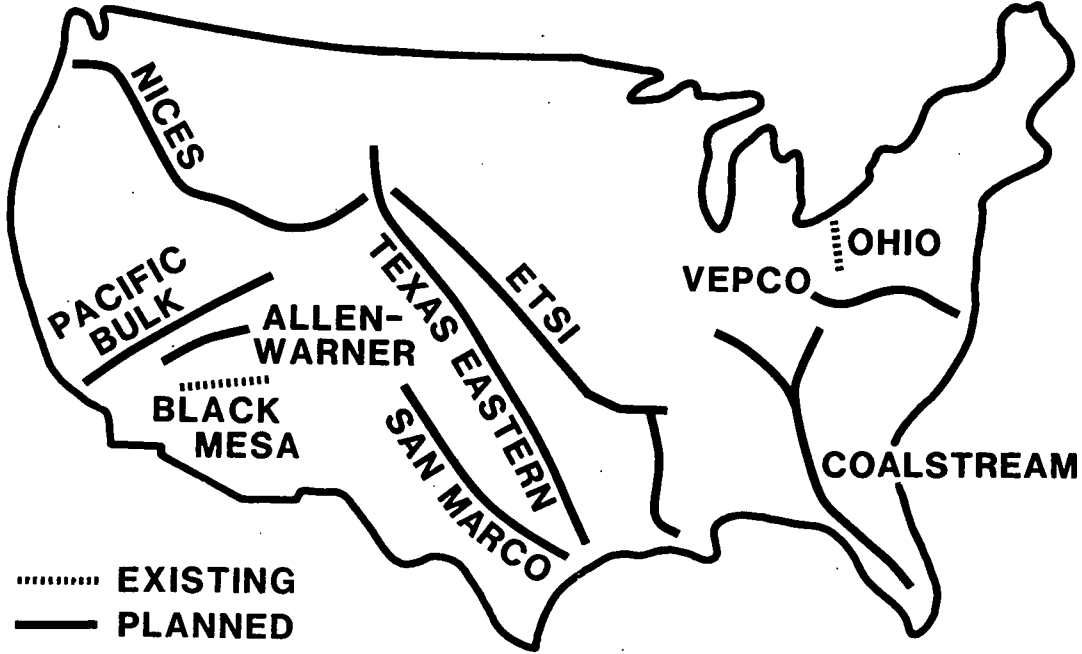 NICES
OHIO
VEPCO
PACIFIC
BULK
TEXAS EASTERN
ETSI
ALLEN-
WARNER
BLACK
MESA
SAN MARCO
COALSTREAM
EXISTING
PLANNED